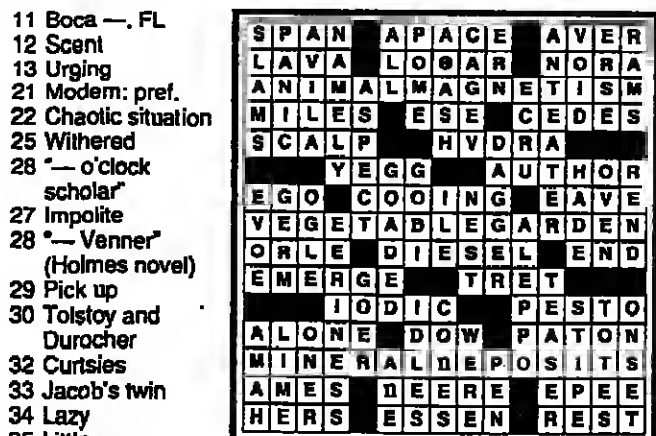 11 Boca —. FL
12 Scent
13 Urging
21 Modern: pref.
22 Chaotic situation
25 Withered
28 "— o'clock
scholar"
27 Impolite
28 "— Venner"
(Holmes novel)
29 Pick up
30 Tolstoy and
Durocher
32 Curtsies
33 Jacob's twin
34 Lazy
SPAN APACE AVER
LAVA LOBAR NORA
ANIMALMAGNETISM
MILES ESE CEDES
SCALP HYDRA
YEGG AUTHOR
EGO COOING EAVE
VEGETABLEGARDEN
ORLE DIESEL END
EMERGE TRET
IODIC PESTO
ALONE DOW PATON
MINERALDEPOSITS
AMES DEERE EPEE
HERS ESSEN REST